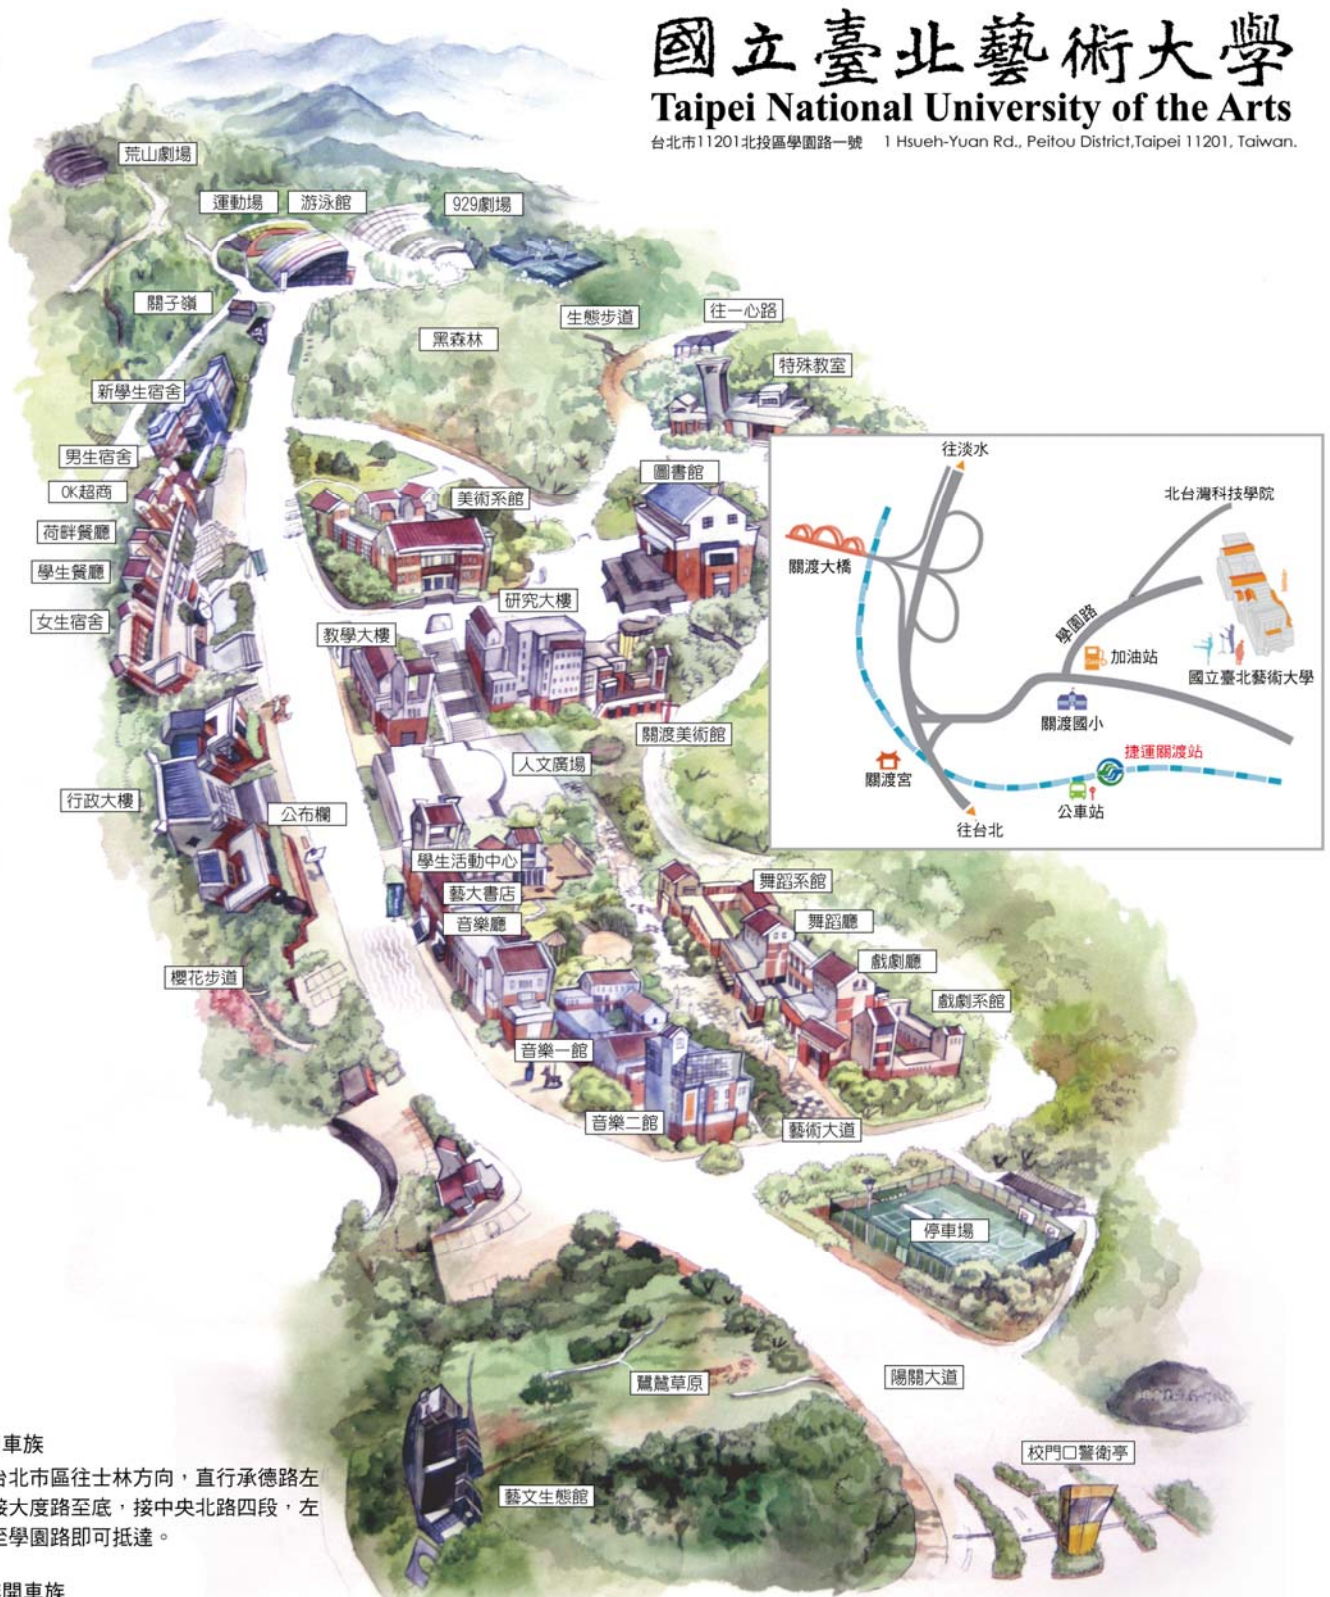 國立臺北藝術大學
Taipei National University of the Arts
台北市11201北投區學園路一號 1 Hsueh-Yuan Rd., Peitou District,Taipei 11201, Taiwan.
荒山劇場
運動場
游泳館
929劇場
關子嶺
生態步道
往一心路
黑森林
特殊教室
新學生宿舍
男生宿舍
OK超商
荷畔餐廳
學生餐廳
女生宿舍
美術系館
圖書館
研究大樓
教學大樓
關渡美術館
人文廣場
行政大樓
公布欄
學生活動中心
藝大書店
音樂廳
舞蹈系館
舞蹈廳
戲劇廳
戲劇系館
櫻花步道
音樂一館
音樂二館
藝術大道
停車場
鷺鷥草原
陽關大道
校門口警衛亭
藝文生態館
往淡水
北台灣科技學院
關渡大橋
學園路
加油站
國立臺北藝術大學
關渡國小
捷運關渡站
關渡宮
公車站
往台北
車族
台北市區往士林方向，直行承德路左
接大度路至底，接中央北路四段，左
至學園路即可抵達。
開車族